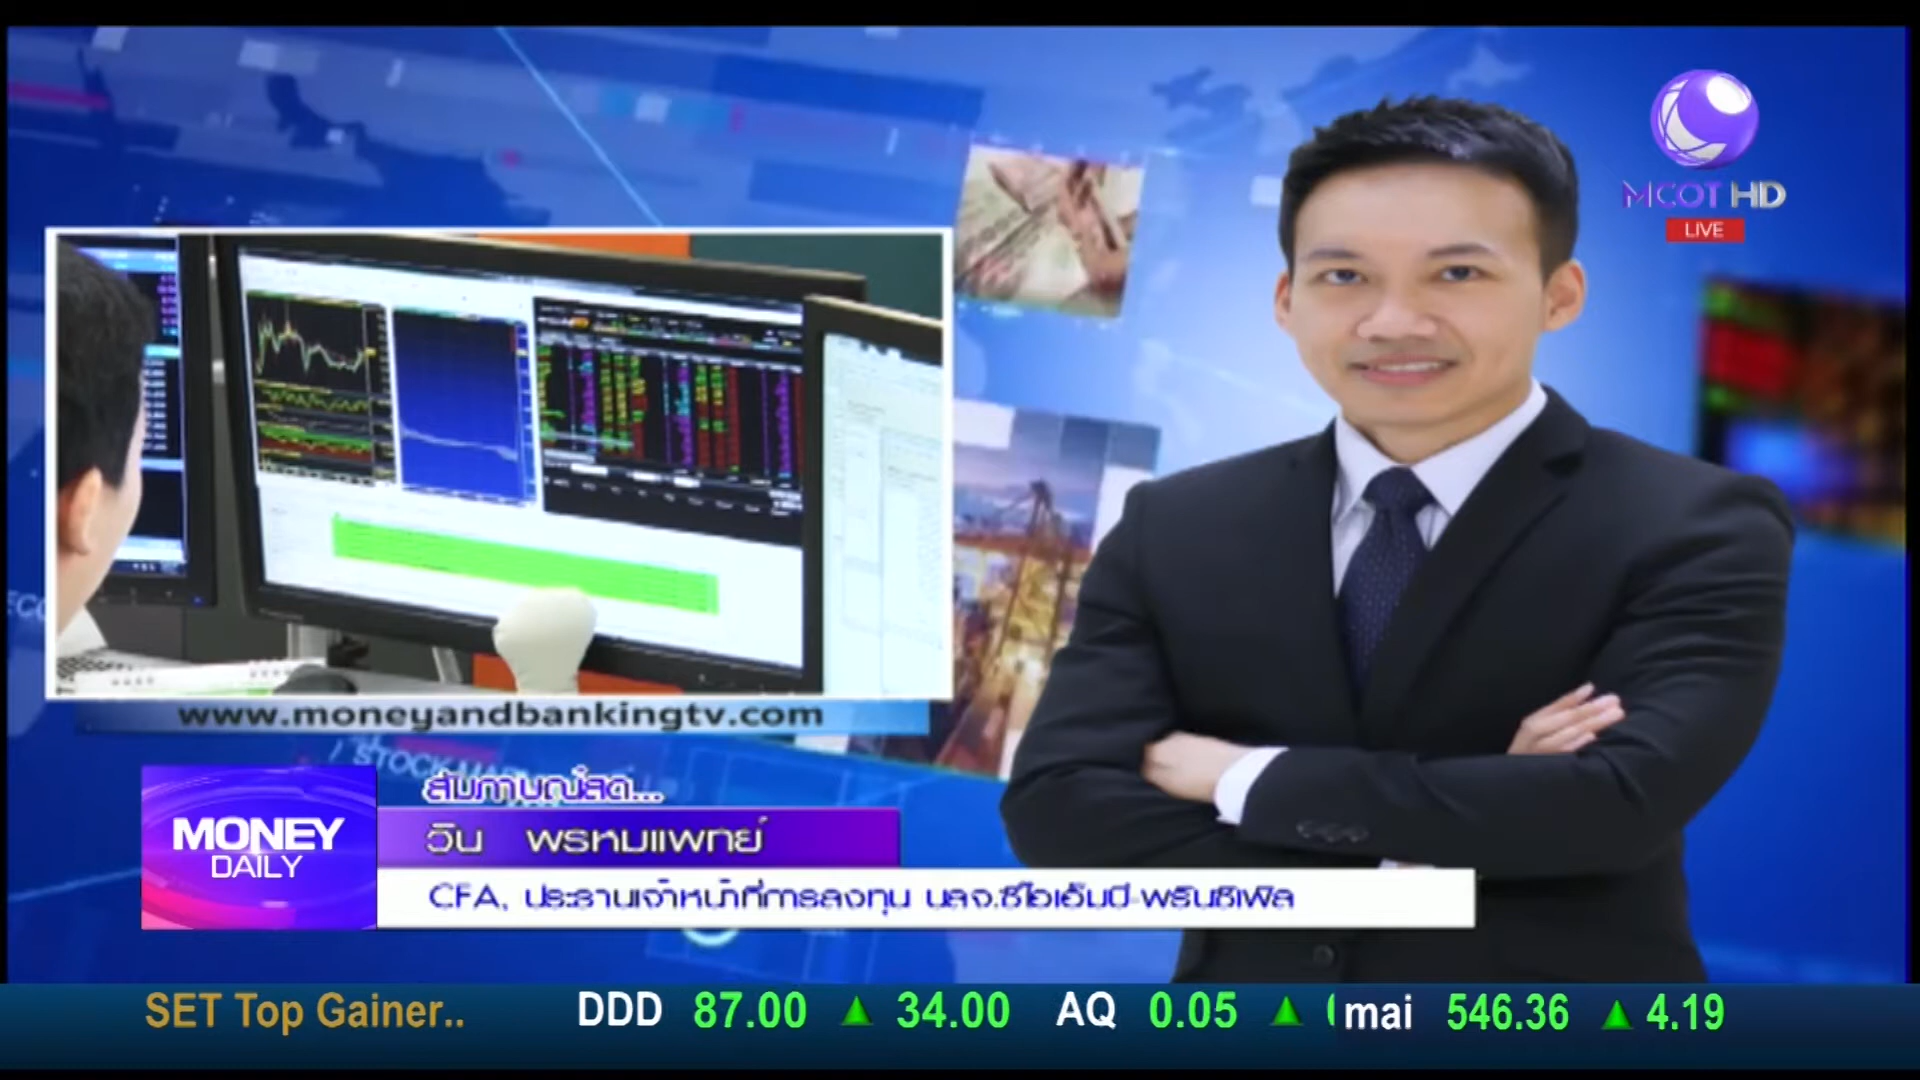 MCOT HD
LIVE
www.moneyandbankingtv.com
STOCK MAR
สัมภาษณ์สด...
MONEY
DAILY
วิน พรหมแพทย์
CFA, ประธานเจ้าหน้าที่การลงทุน บลจ.ซีไอเอ็มบี-พรินซิเพิล
SET Top Gainer.. DDD 87.00 ▲ 34.00 AQ 0.05 ▲ mai 546.36 ▲ 4.19